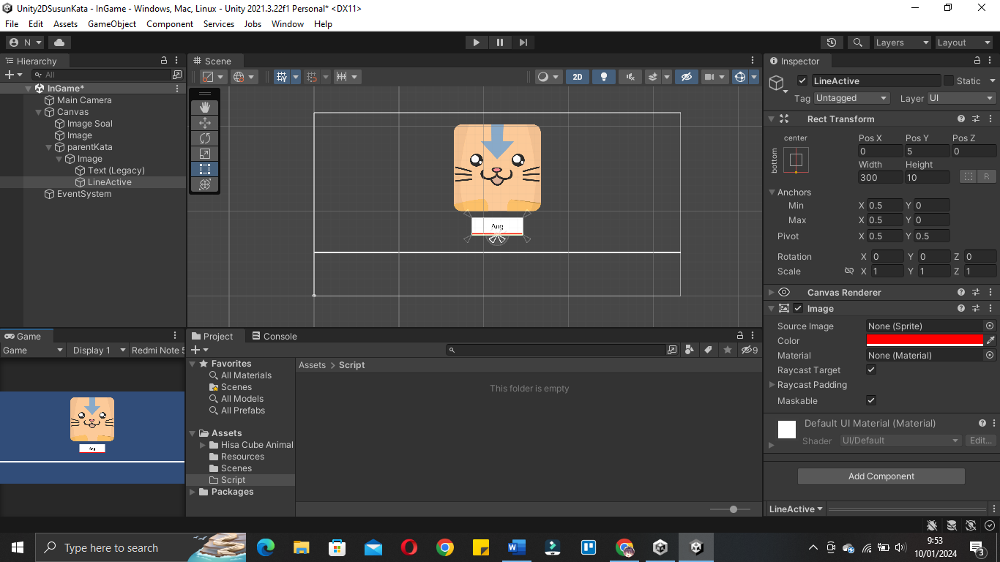 Unity2DSusunKata - InGame - Windows, Mac, Linux - Unity 2021.3.22f1 Personal* <DX11>
File Edit Assets GameObject Component Services Jobs Window Help
N Layers Layout
Hierarchy
All
InGame*
Main Camera
Canvas
Image Soal
Image
parentKata
Image
Text (Legacy)
LineActive
EventSystem
Scene
2D
Ang
Inspector
LineActive Static
Tag Untagged Layer UI
Rect Transform
center
bottom
Pos X Pos Y Pos Z
0 5 0
Width Height
300 10
R
Anchors
Min X 0.5 Y 0
Max X 0.5 Y 0
Pivot X 0.5 Y 0.5
Rotation X 0 Y 0 Z 0
Scale X 1 Y 1 Z 1
Canvas Renderer
Image
Source Image None (Sprite)
Color
Material None (Material)
Raycast Target
Raycast Padding
Maskable
Default UI Material (Material)
Shader UI/Default Edit...
Add Component
LineActive
Game
Game Display 1 Redmi Note 5
Ang
Project Console
9
Favorites
All Materials
Scenes
All Models
All Prefabs
Assets
Hisa Cube Animal
Resources
Scenes
Script
Packages
Assets > Script
This folder is empty
Type here to search
9:53
10/01/2024
3